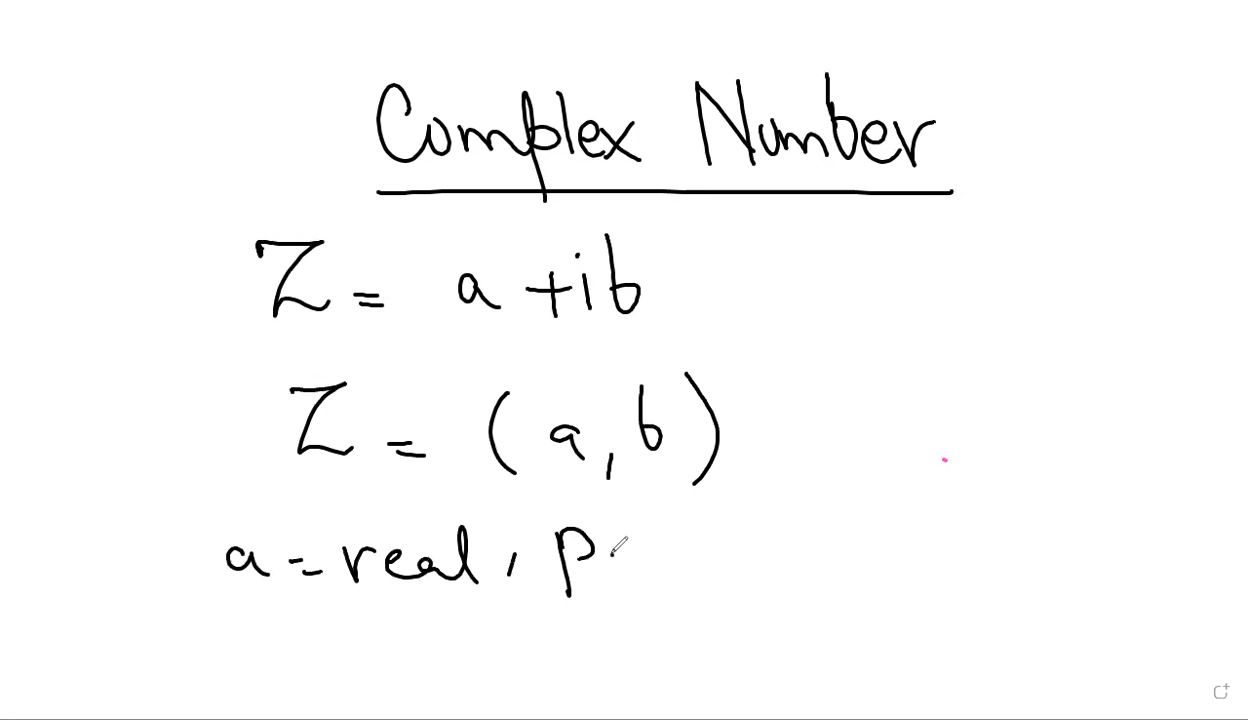 Complex Number
Z = a + ib
Z = (a, b)
a = real, P